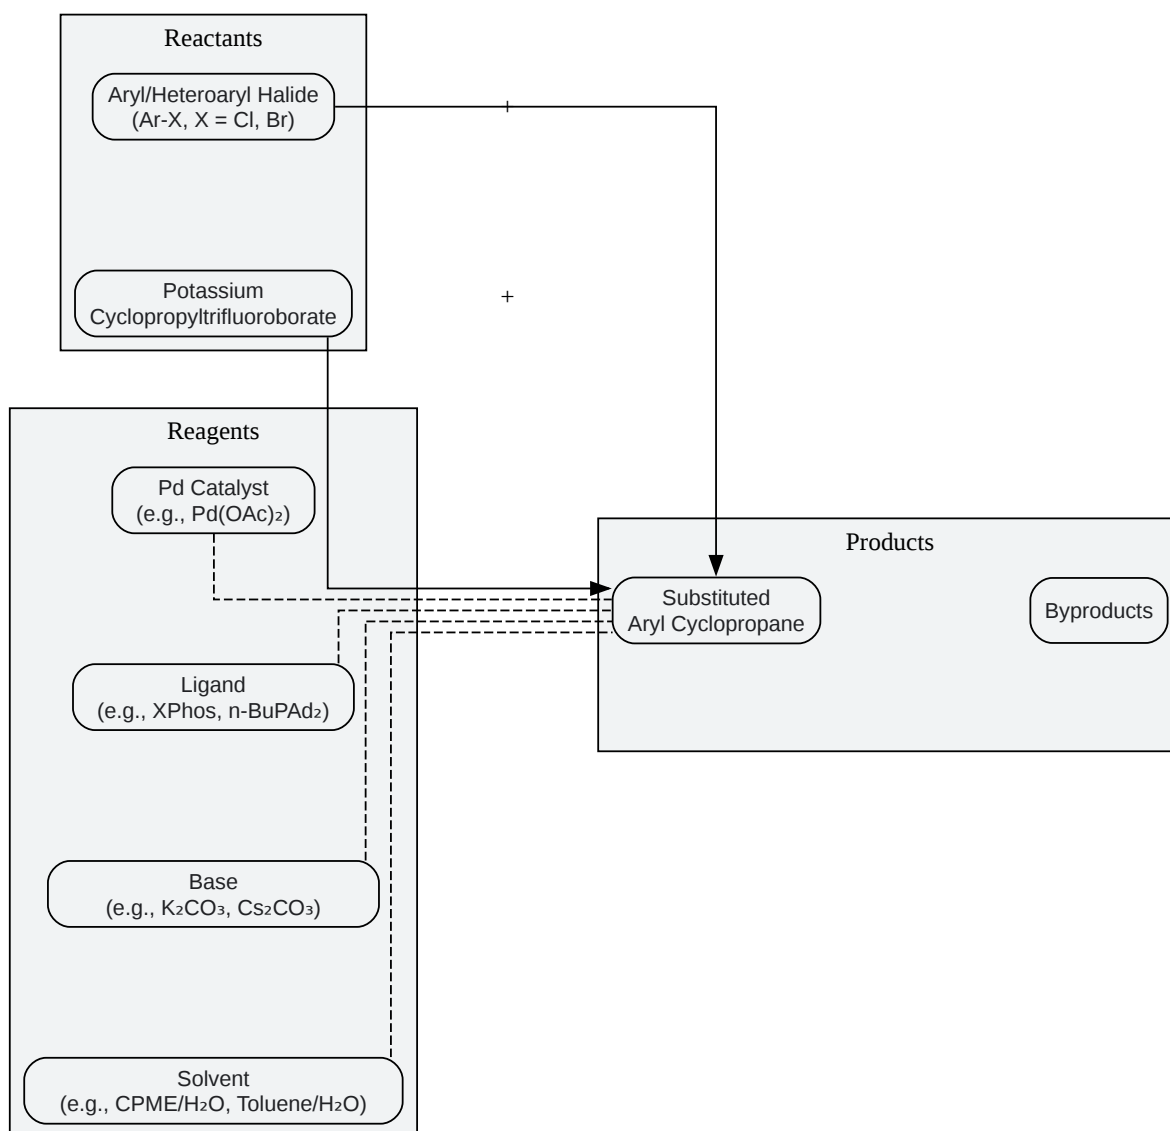 Reactants
Aryl/Heteroaryl Halide
(Ar-X, X = Cl, Br)
+
Potassium
Cyclopropyltrifluoroborate
+
Reagents
Pd Catalyst
(e.g., Pd(OAc)₂)
Products
Substituted
Aryl Cyclopropane
Byproducts
Ligand
(e.g., XPhos, n-BuPAd₂)
Base
(e.g., K₂CO₃, Cs₂CO₃)
Solvent
(e.g., CPME/H₂O, Toluene/H₂O)